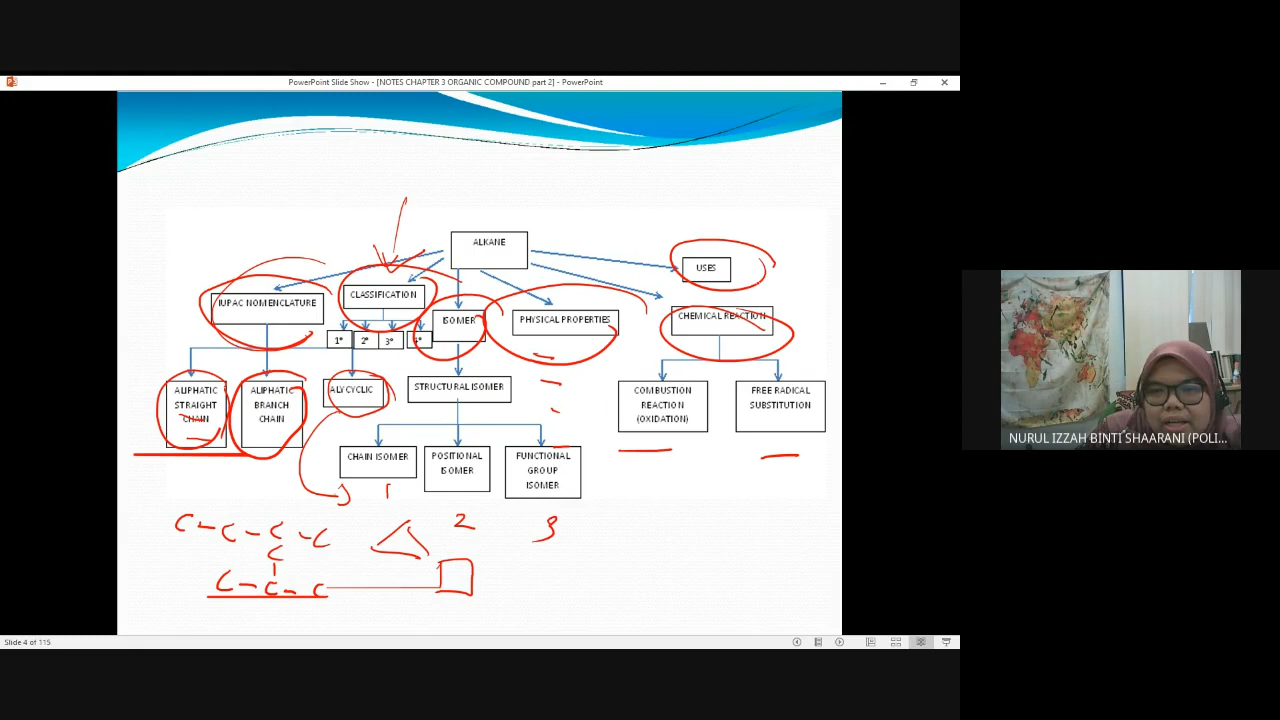 PowerPoint Slide Show - [NOTES CHAPTER 3 ORGANIC COMPOUND part 2] - PowerPoint
ALKANE
USES
IUPAC NOMENCLATURE
CLASSIFICATION
ISOMER
PHYSICAL PROPERTIES
CHEMICAL REACTION
1° 2° 3° 4°
ALIPHATIC
STRAIGHT
CHAIN
ALIPHATIC
BRANCH
CHAIN
ALYCYCLIC
STRUCTURAL ISOMER
COMBUSTION
REACTION
(OXIDATION)
FREE RADICAL
SUBSTITUTION
CHAIN ISOMER
POSITIONAL
ISOMER
FUNCTIONAL
GROUP
ISOMER
1 2 3
C - C - C - C
C
C - C - C
NURUL IZZAH BINTI SHAARANI (POLI...
Slide 4 of 115